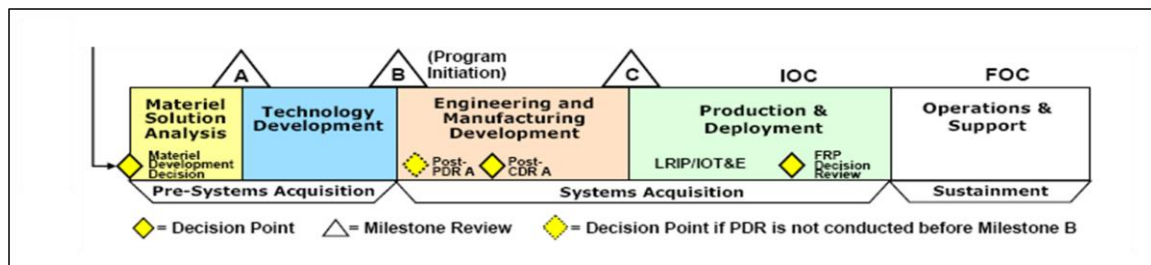 A
B
(Program
Initiation)
C
IOC
FOC
Materiel
Solution
Analysis
Technology
Development
Engineering and
Manufacturing
Development
Production &
Deployment
Operations &
Support
Materiel
Development
Decision
Post-
PDR A
Post-
CDR A
LRIP/IOT&E
FRP
Decision
Review
Pre-Systems Acquisition
Systems Acquisition
Sustainment
= Decision Point
= Milestone Review
= Decision Point if PDR is not conducted before Milestone B